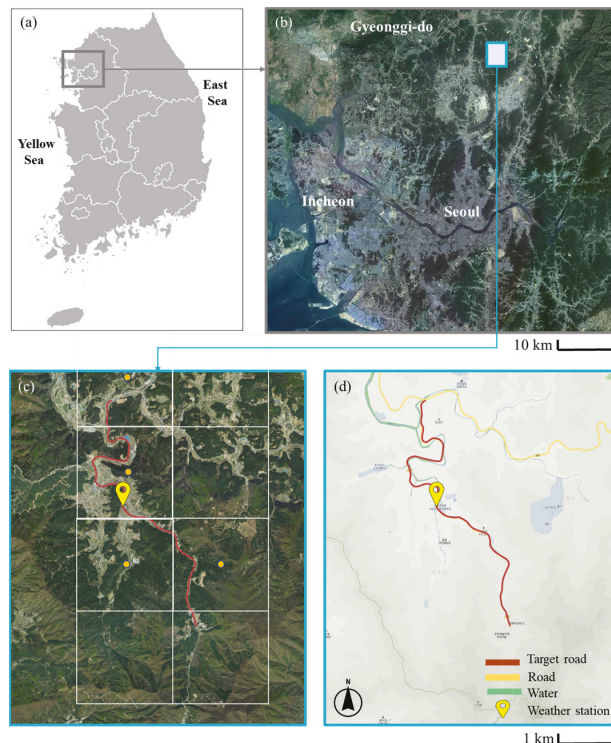 (a)
East
Sea
Yellow
Sea
(b)
Gyeonggi-do
Incheon
Seoul
10 km
(c)
(d)
N
Target road
Road
Water
Weather station
1 km